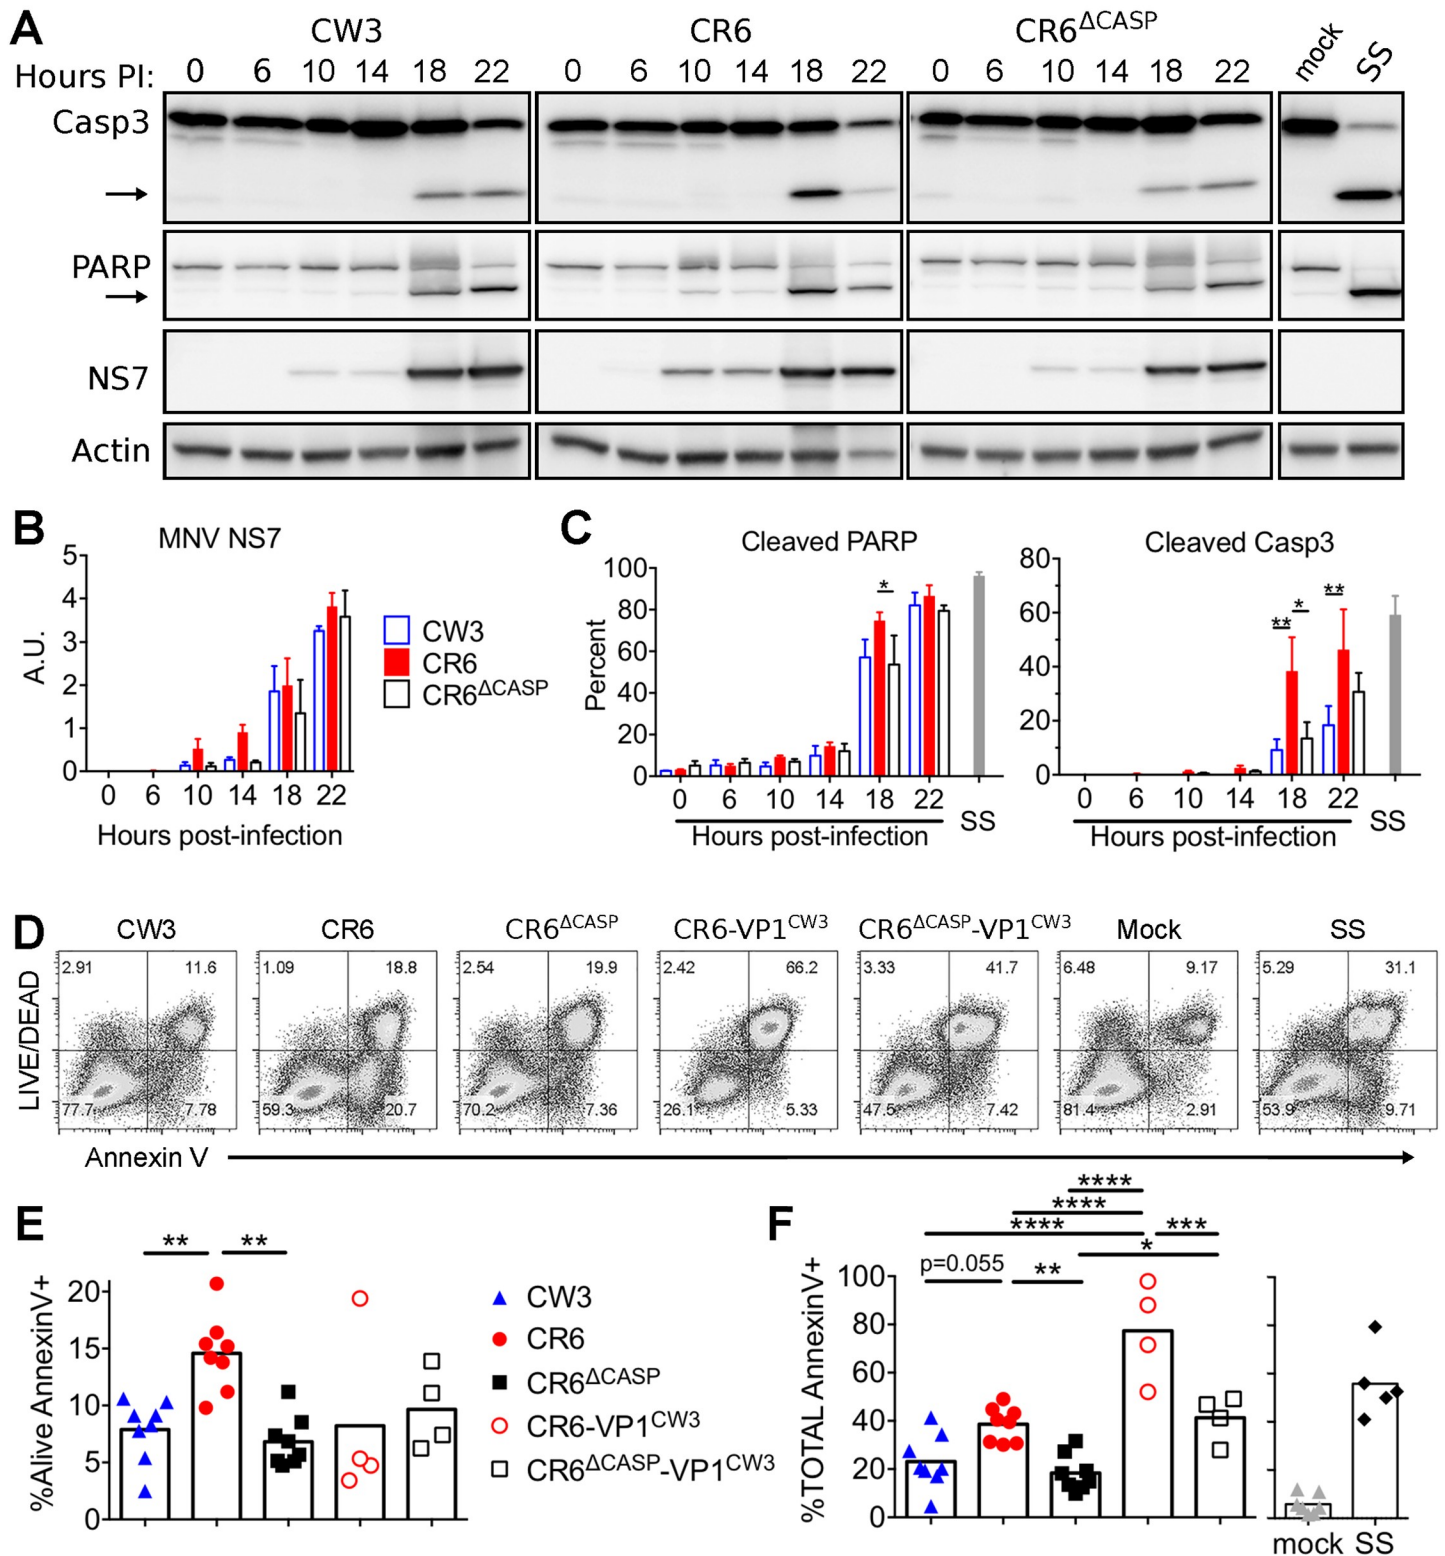 A
CW3 CR6 CR6ΔCASP mock SS
Hours PI: 0 6 10 14 18 22 0 6 10 14 18 22 0 6 10 14 18 22
Casp3
PARP
NS7
Actin
B
MNV NS7
A.U.
5
4
3
2
1
0
0 6 10 14 18 22
Hours post-infection
CW3
CR6
CR6ΔCASP
C
Cleaved PARP
Percent
100
80
60
40
20
0
*
0 6 10 14 18 22
Hours post-infection
SS
Cleaved Casp3
80
60
40
20
0
** * **
0 6 10 14 18 22
Hours post-infection
SS
D
CW3 CR6 CR6ΔCASP CR6-VP1CW3 CR6ΔCASP-VP1CW3 Mock SS
LIVE/DEAD
2.91 11.6 1.09 18.8 2.54 19.9 2.42 66.2 3.33 41.7 6.48 9.17 5.29 31.1
77.7 7.78 59.3 20.7 70.2 7.36 26.1 5.33 47.5 7.42 81.4 2.91 53.9 9.71
Annexin V
E
%Alive AnnexinV+
** **
20
15
10
5
0
CW3
CR6
CR6ΔCASP
CR6-VP1CW3
CR6ΔCASP-VP1CW3
F
%TOTAL AnnexinV+
****
****
**** ***
*
p=0.055 **
100
80
60
40
20
0
mock SS